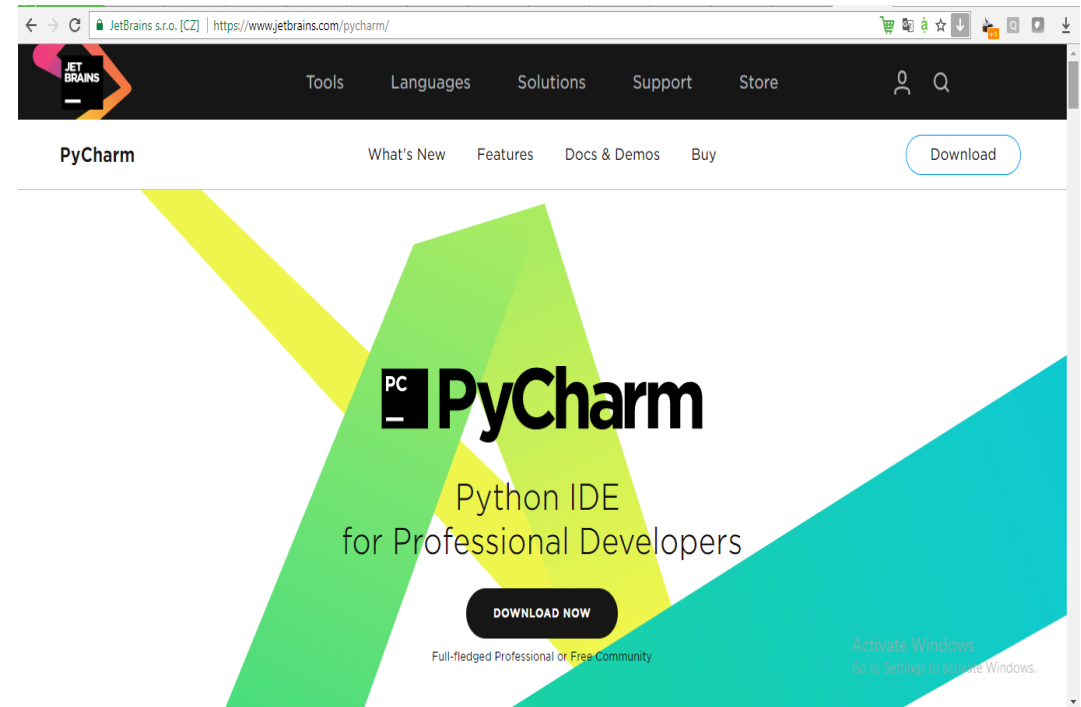 JetBrains s.r.o. [CZ] | https://www.jetbrains.com/pycharm/
JET
BRAINS
Tools Languages Solutions Support Store
PyCharm What's New Features Docs & Demos Buy Download
PC
PyCharm
Python IDE
for Professional Developers
DOWNLOAD NOW
Full-fledged Professional or Free Community
Activate Windows
Go to Settings to activate Windows.